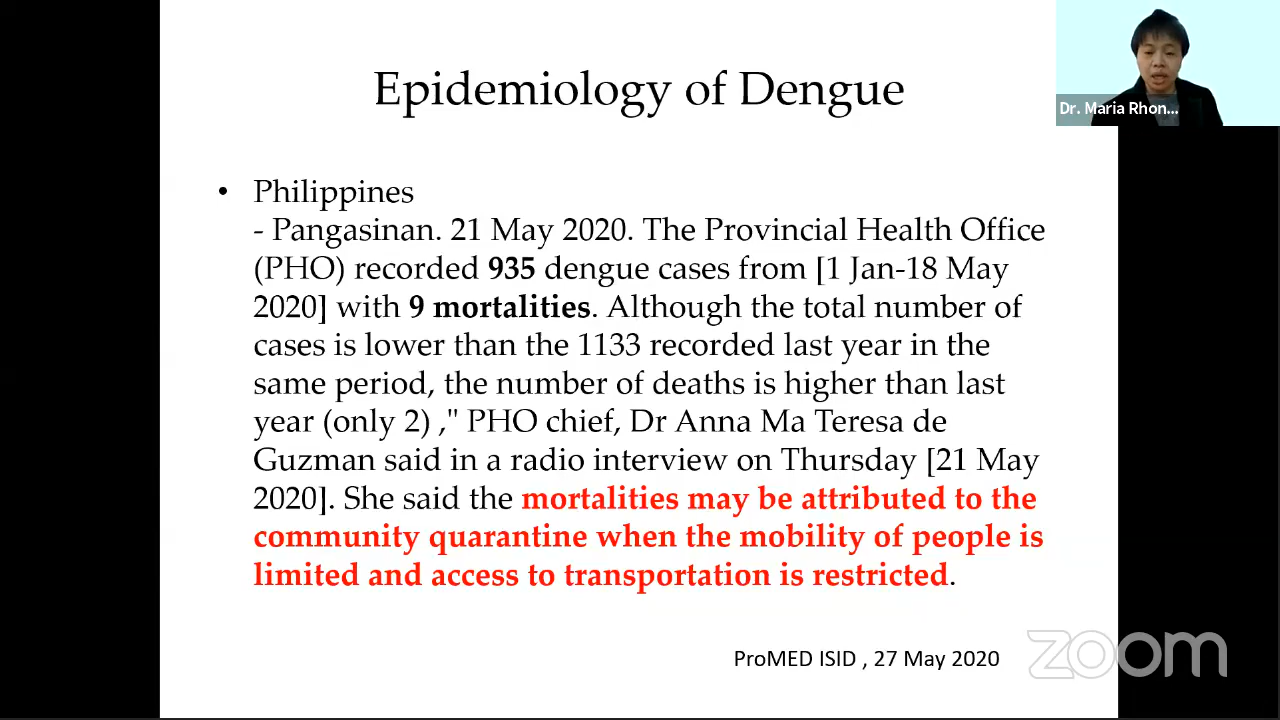 Epidemiology of Dengue
Dr. Maria Rhon...
• Philippines
- Pangasinan. 21 May 2020. The Provincial Health Office
(PHO) recorded 935 dengue cases from [1 Jan-18 May
2020] with 9 mortalities. Although the total number of
cases is lower than the 1133 recorded last year in the
same period, the number of deaths is higher than last
year (only 2) ," PHO chief, Dr Anna Ma Teresa de
Guzman said in a radio interview on Thursday [21 May
2020]. She said the mortalities may be attributed to the
community quarantine when the mobility of people is
limited and access to transportation is restricted.
ProMED ISID , 27 May 2020
zoom